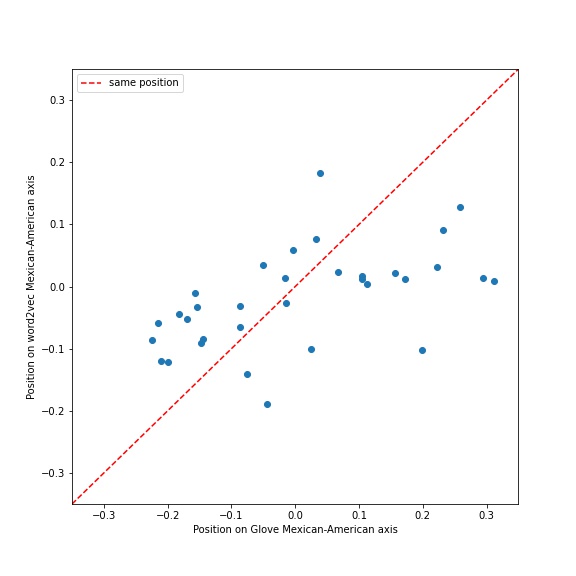 same position
0.3
0.2
0.1
0.0
−0.1
−0.2
−0.3
Position on word2vec Mexican-American axis
−0.3 −0.2 −0.1 0.0 0.1 0.2 0.3
Position on Glove Mexican-American axis